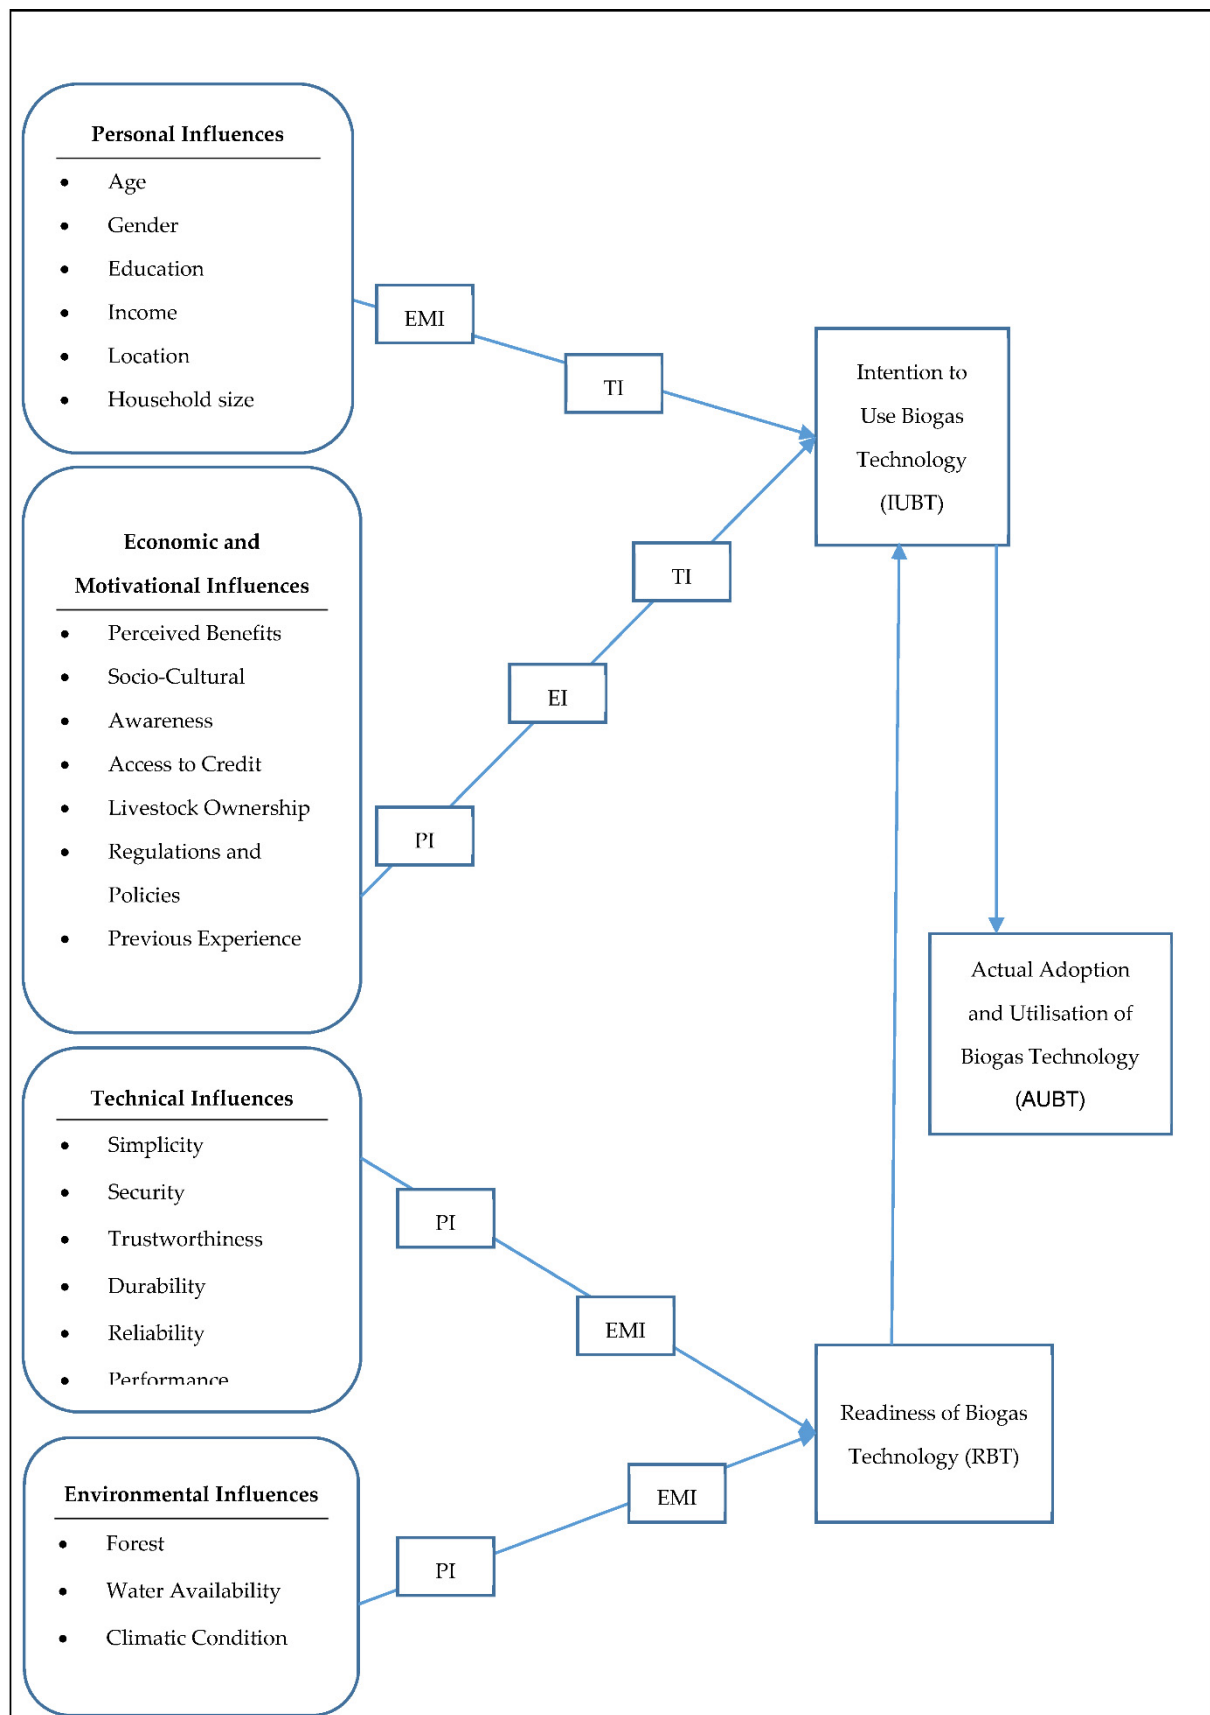 Personal Influences
• Age
• Gender
• Education
• Income
• Location
• Household size
EMI
TI
Intention to
Use Biogas
Technology
(IUBT)
Economic and
Motivational Influences
• Perceived Benefits
• Socio-Cultural
• Awareness
• Access to Credit
• Livestock Ownership
• Regulations and
Policies
• Previous Experience
TI
EI
PI
Actual Adoption
and Utilisation of
Biogas Technology
(AUBT)
Technical Influences
• Simplicity
• Security
• Trustworthiness
• Durability
• Reliability
• Performance
PI
EMI
Readiness of Biogas
Technology (RBT)
Environmental Influences
• Forest
• Water Availability
• Climatic Condition
EMI
PI